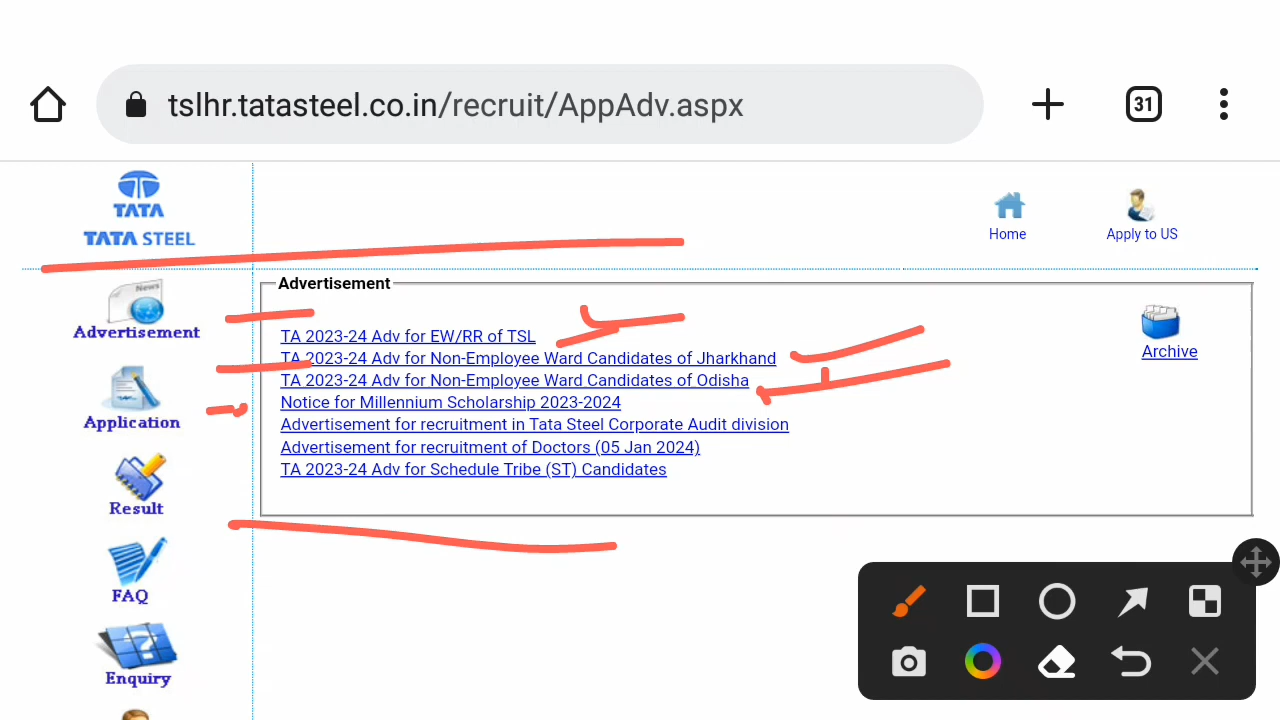 tslhr.tatasteel.co.in/recruit/AppAdv.aspx
31
TATA
TATA STEEL
Home
Apply to US
News
Advertisement
Application
Result
FAQ
Enquiry
Advertisement
TA 2023-24 Adv for EW/RR of TSL
TA 2023-24 Adv for Non-Employee Ward Candidates of Jharkhand
TA 2023-24 Adv for Non-Employee Ward Candidates of Odisha
Notice for Millennium Scholarship 2023-2024
Advertisement for recruitment in Tata Steel Corporate Audit division
Advertisement for recruitment of Doctors (05 Jan 2024)
TA 2023-24 Adv for Schedule Tribe (ST) Candidates
Archive